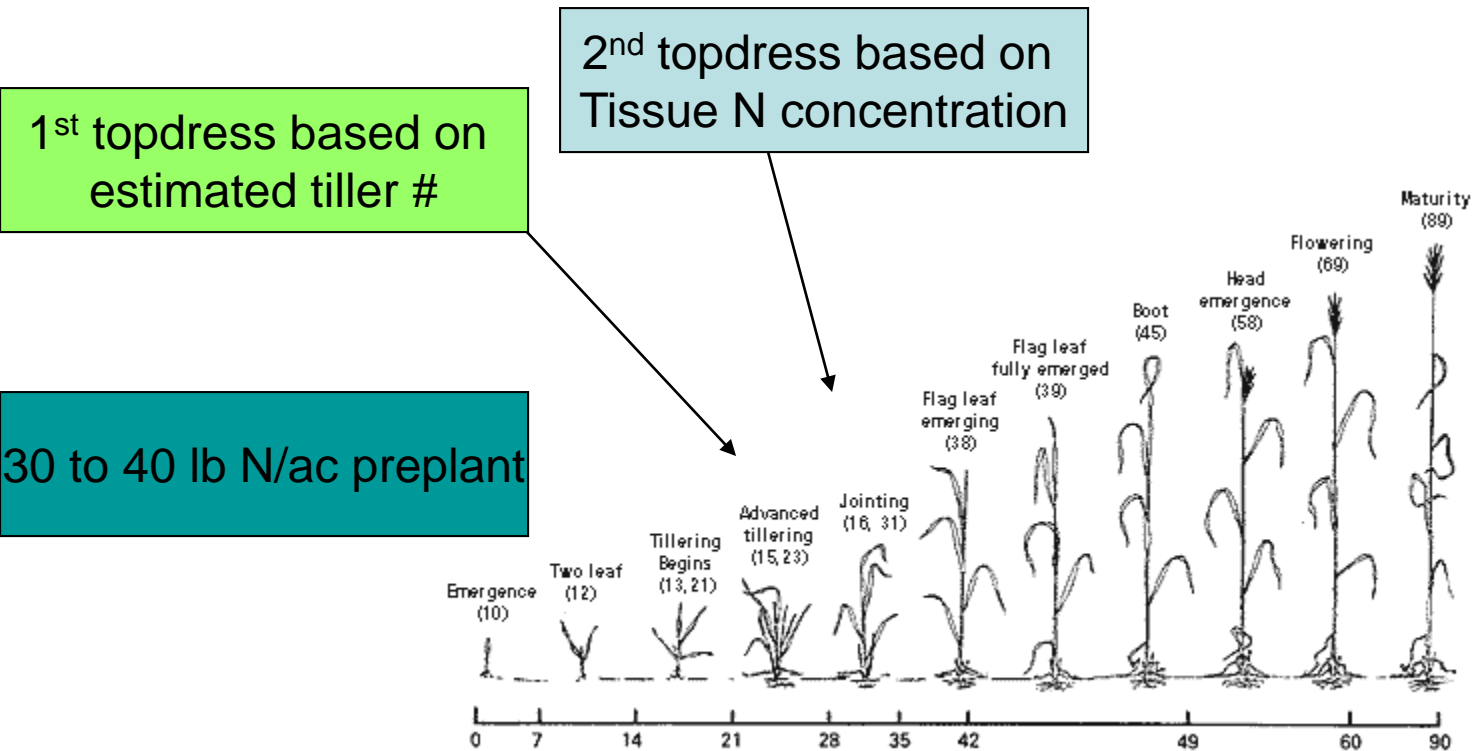 2nd topdress based on
Tissue N concentration
1st topdress based on
estimated tiller #
30 to 40 lb N/ac preplant
Emergence
(10)
Two leaf
(12)
Tillering
Begins
(13,21)
Advanced
tillering
(15,23)
Jointing
(16, 31)
Flag leaf
emerging
(38)
Flag leaf
fully emerged
(39)
Boot
(45)
Head
emergence
(58)
Flowering
(69)
Maturity
(89)
0 7 14 21 28 35 42 49 60 90